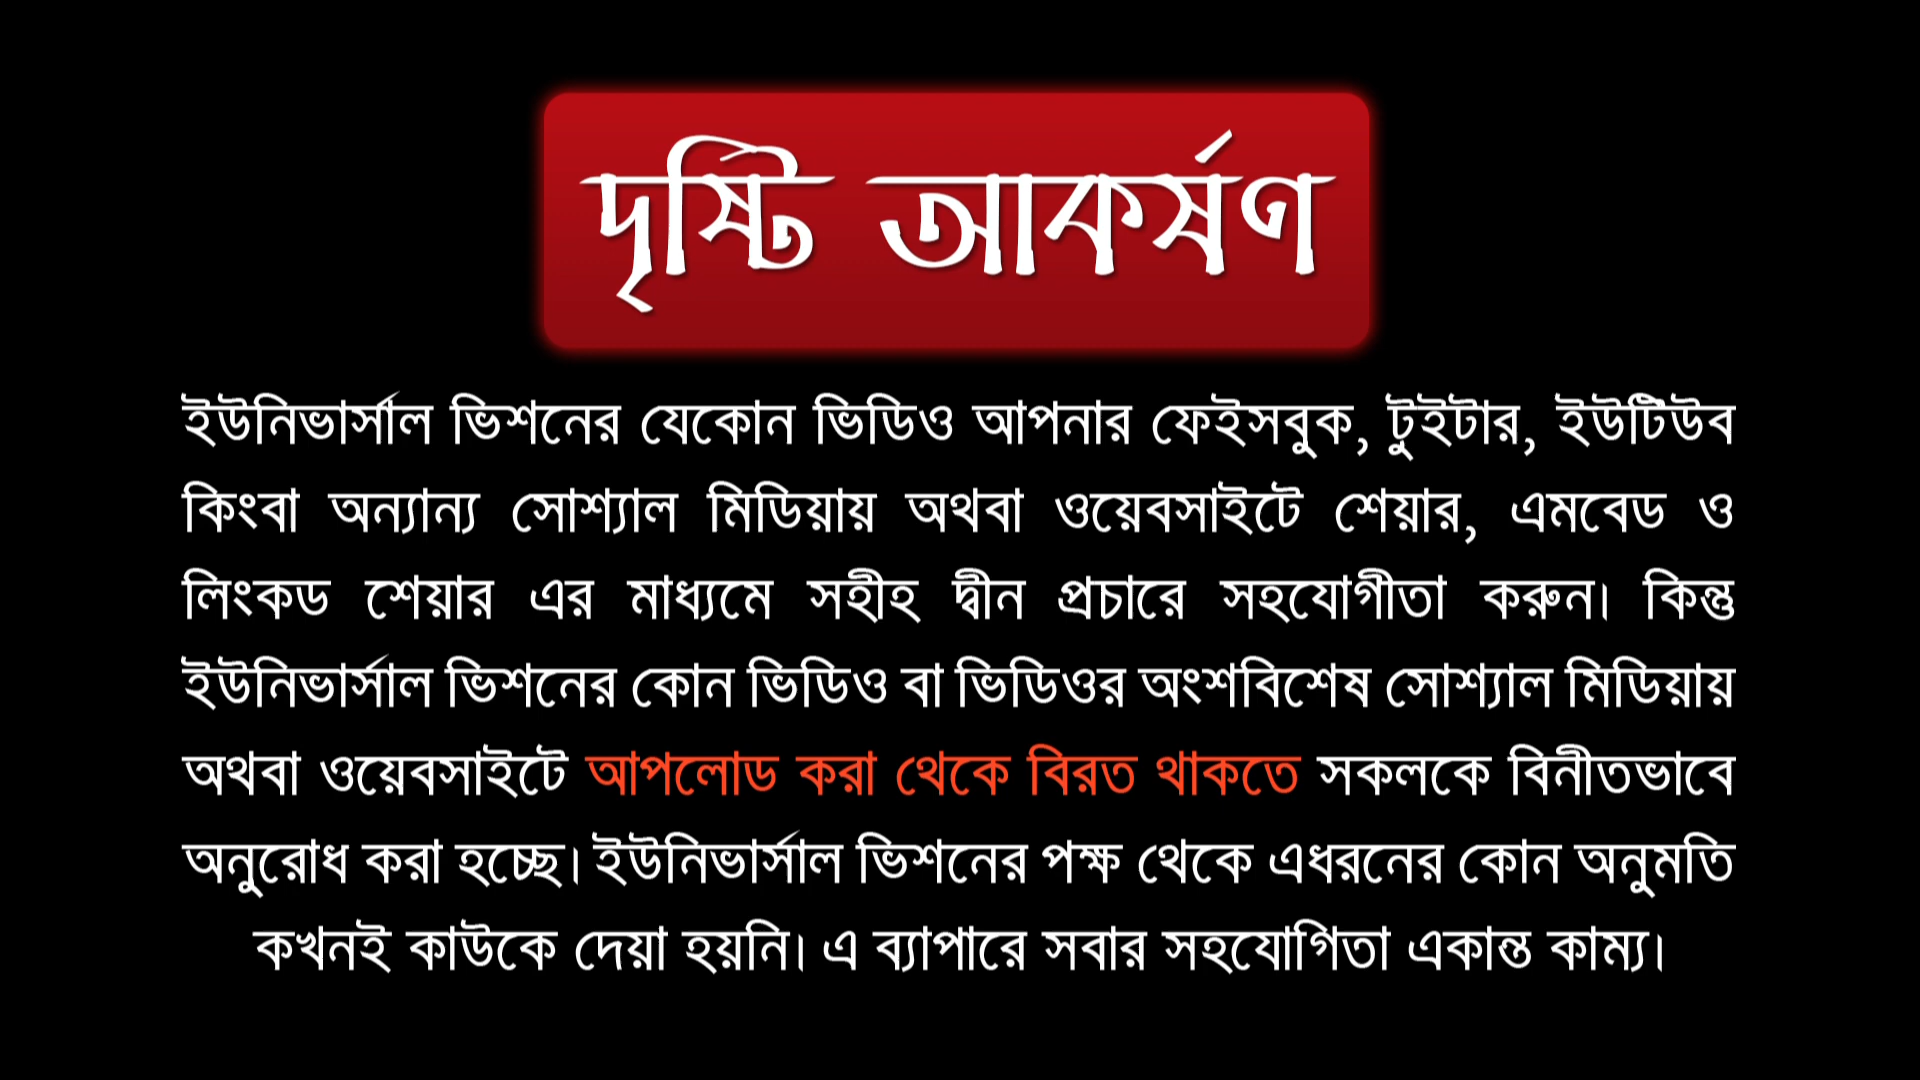 দৃষ্টি আকর্ষণ
ইউনিভার্সাল ভিশনের যেকোন ভিডিও আপনার ফেইসবুক, টুইটার, ইউটিউব
কিংবা অন্যান্য সোশ্যাল মিডিয়ায় অথবা ওয়েবসাইটে শেয়ার, এমবেড ও
লিংকড শেয়ার এর মাধ্যমে সহীহ দ্বীন প্রচারে সহযোগীতা করুন। কিন্তু
ইউনিভার্সাল ভিশনের কোন ভিডিও বা ভিডিওর অংশবিশেষ সোশ্যাল মিডিয়ায়
অথবা ওয়েবসাইটে আপলোড করা থেকে বিরত থাকতে সকলকে বিনীতভাবে
অনুরোধ করা হচ্ছে। ইউনিভার্সাল ভিশনের পক্ষ থেকে এধরনের কোন অনুমতি
কখনই কাউকে দেয়া হয়নি। এ ব্যাপারে সবার সহযোগিতা একান্ত কাম্য।